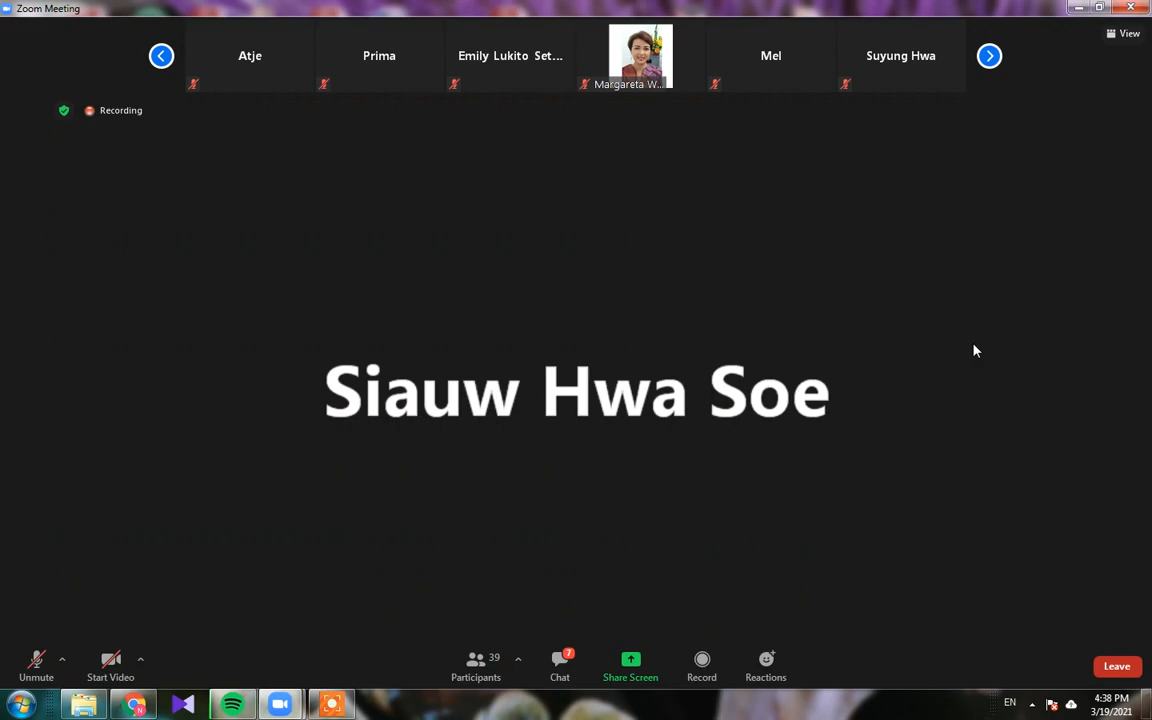 Zoom Meeting
View
Atje
Prima
Emily Lukito Set...
Margareta W...
Mel
Suyung Hwa
Recording
Siauw Hwa Soe
Unmute
Start Video
39
Participants
7
Chat
Share Screen
Record
Reactions
Leave
EN
4:38 PM
3/19/2021